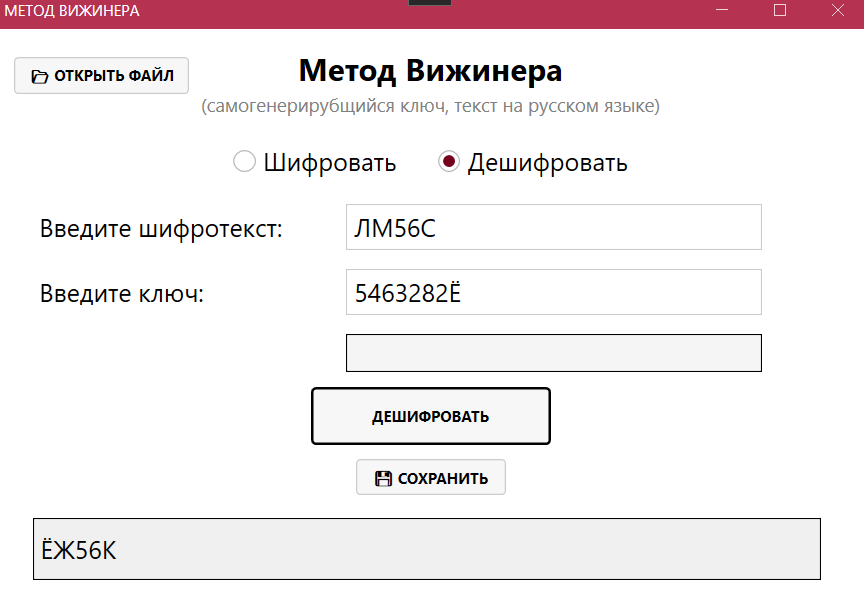 МЕТОД ВИЖИНЕРА
ОТКРЫТЬ ФАЙЛ
Метод Вижинера
(самогенерирубщийся ключ, текст на русском языке)
Шифровать Дешифровать
Введите шифротекст: ЛМ56С
Введите ключ: 5463282Ё
ДЕШИФРОВАТЬ
СОХРАНИТЬ
ЁЖ56К